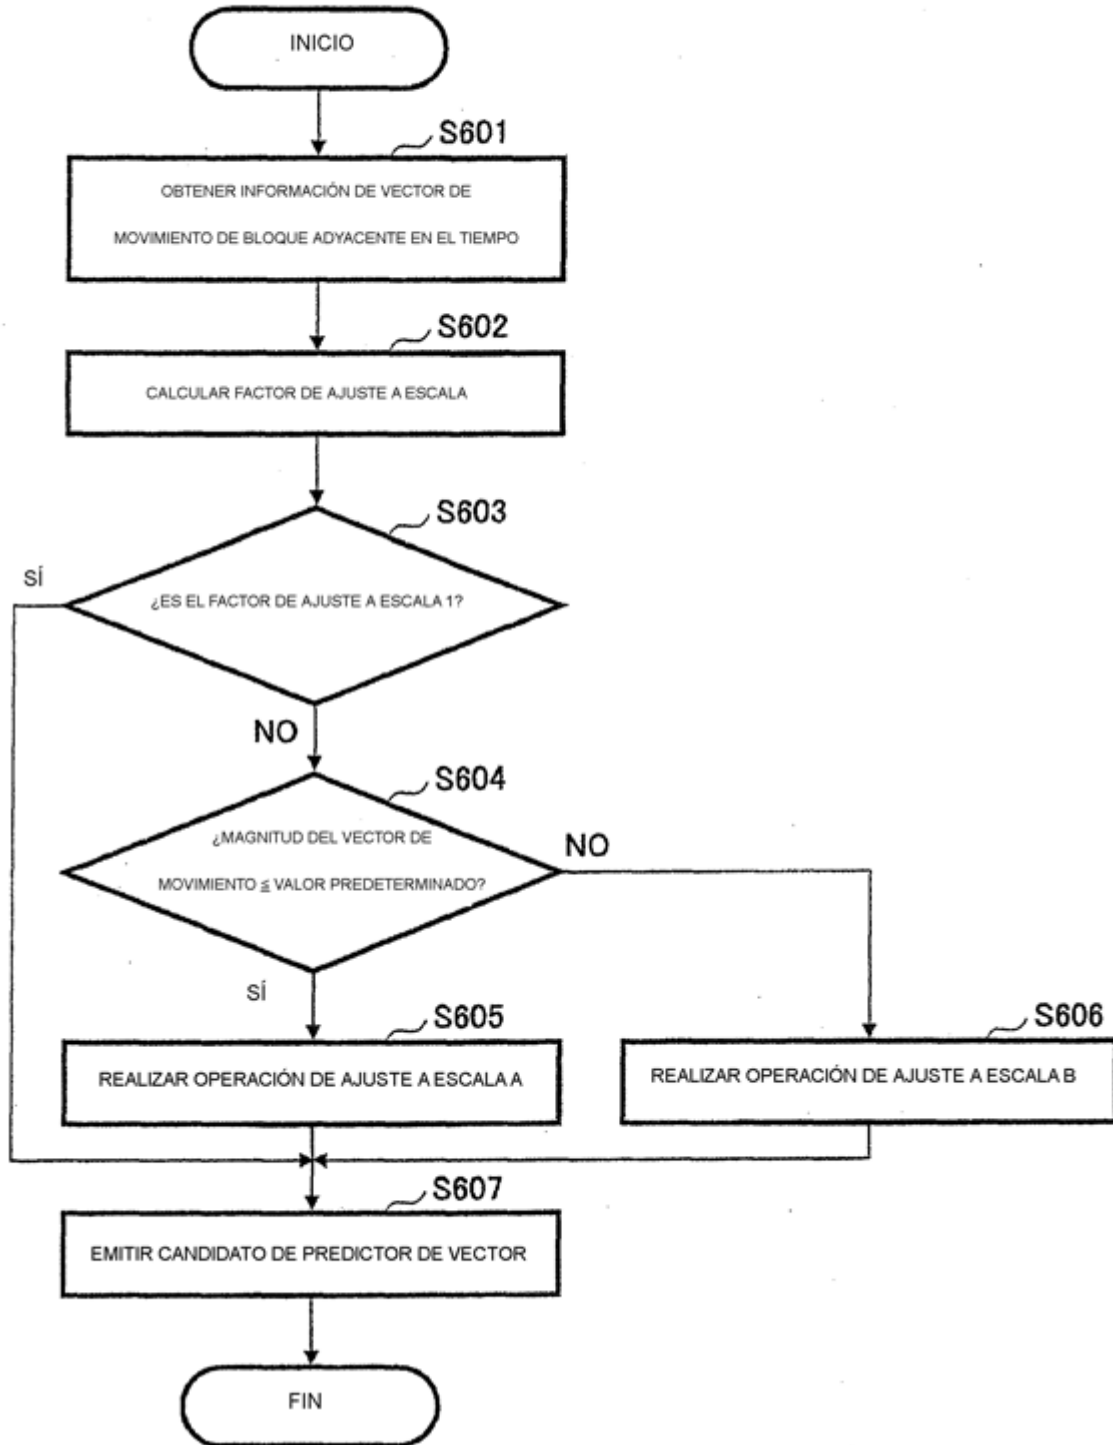 INICIO
S601
OBTENER INFORMACIÓN DE VECTOR DE
MOVIMIENTO DE BLOQUE ADYACENTE EN EL TIEMPO
S602
CALCULAR FACTOR DE AJUSTE A ESCALA
S603
SÍ
¿ES EL FACTOR DE AJUSTE A ESCALA 1?
NO
S604
¿MAGNITUD DEL VECTOR DE
MOVIMIENTO ≦ VALOR PREDETERMINADO?
NO
SÍ
S605
REALIZAR OPERACIÓN DE AJUSTE A ESCALA A
S606
REALIZAR OPERACIÓN DE AJUSTE A ESCALA B
S607
EMITIR CANDIDATO DE PREDICTOR DE VECTOR
FIN